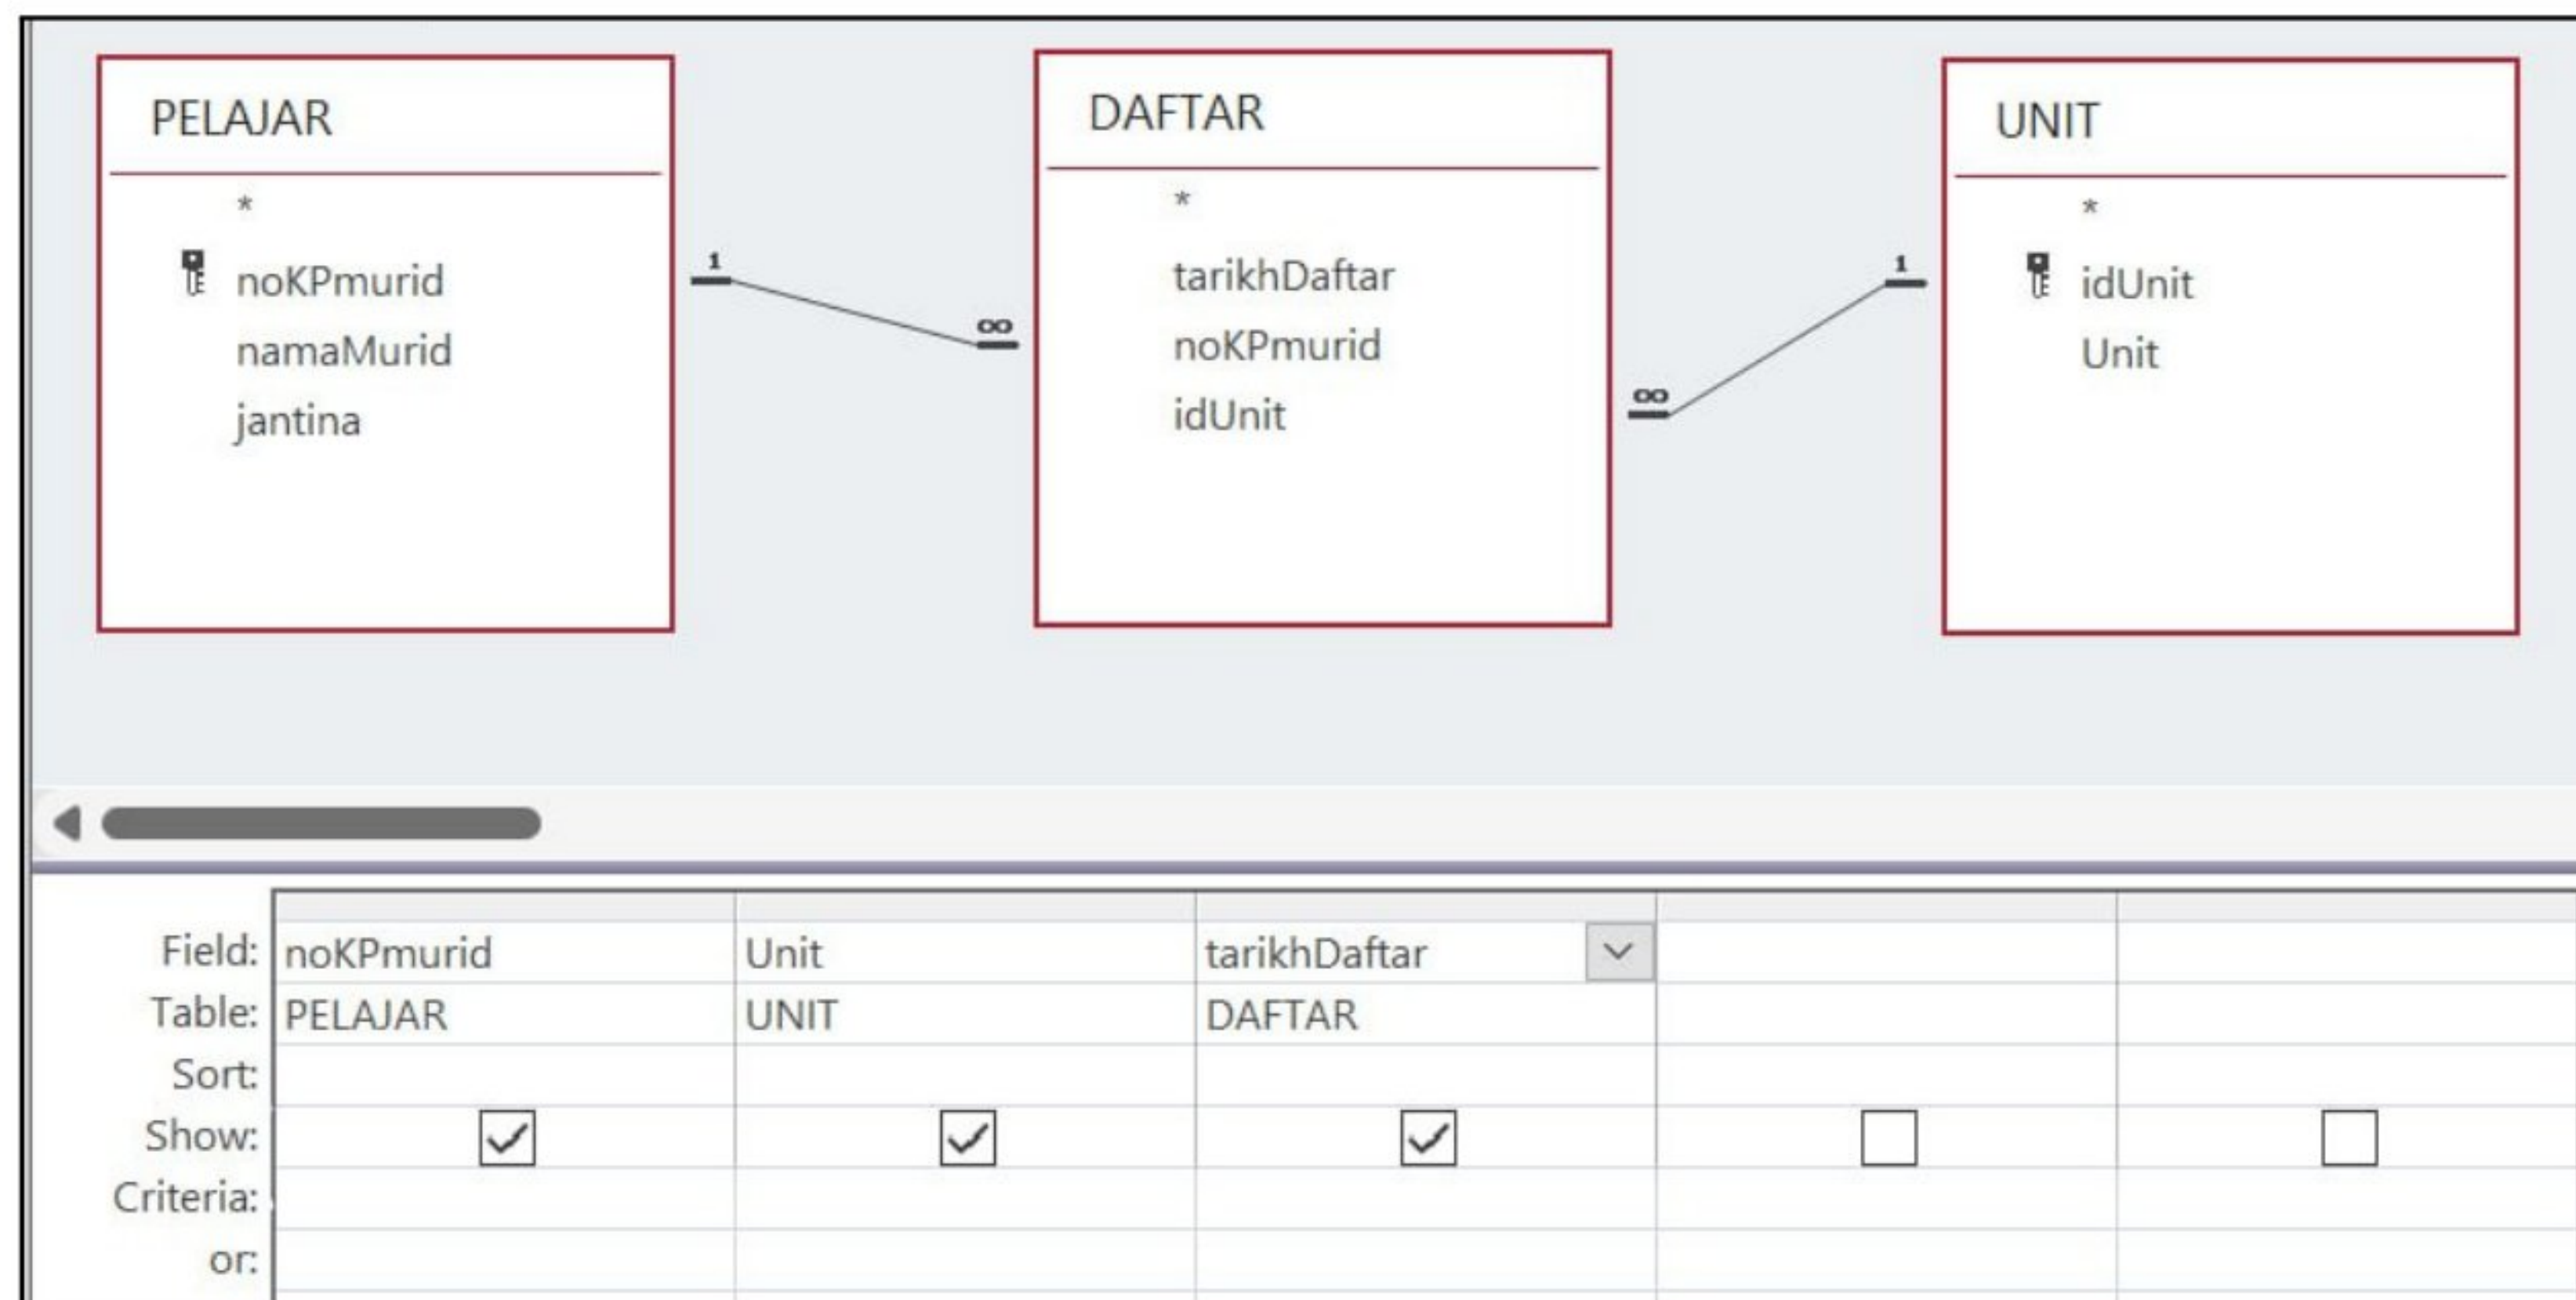 PELAJAR
*
noKPmurid
namaMurid
jantina
1
∞
DAFTAR
*
tarikhDaftar
noKPmurid
idUnit
∞
1
UNIT
*
idUnit
Unit
Field: noKPmurid Unit tarikhDaftar
Table: PELAJAR UNIT DAFTAR
Sort:
Show:
Criteria:
or: